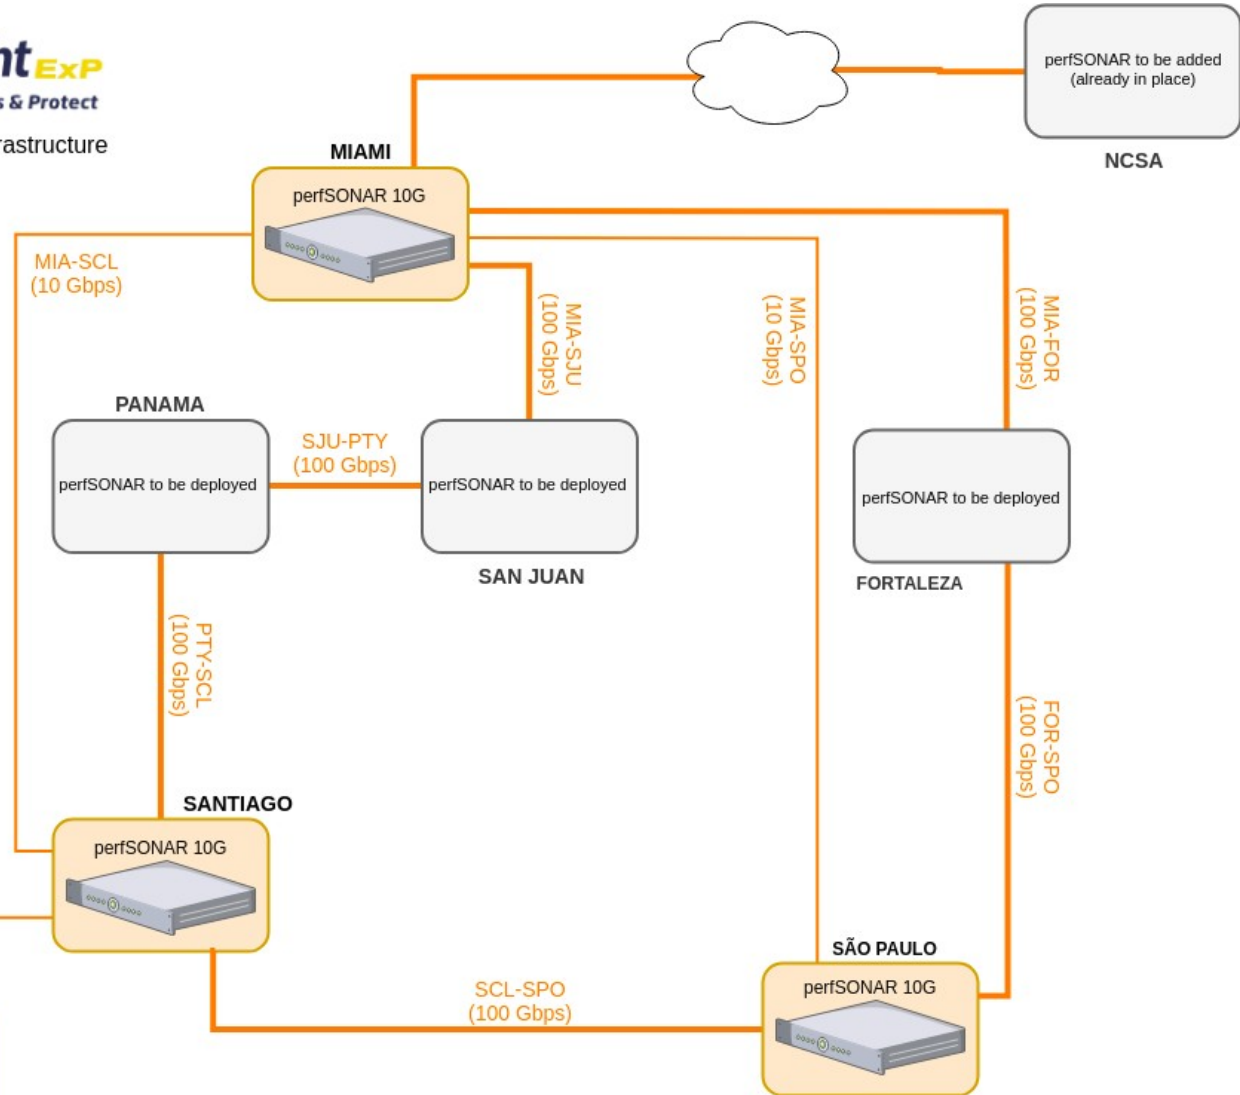 ExP
& Protect
MIAMI
perfSONAR 10G
perfSONAR to be added
(already in place)
NCSA
MIA-SCL
(10 Gbps)
MIA-SJU
(100 Gbps)
MIA-SPO
(10 Gbps)
MIA-FOR
(100 Gbps)
PANAMA
perfSONAR to be deployed
SJU-PTY
(100 Gbps)
perfSONAR to be deployed
SAN JUAN
perfSONAR to be deployed
FORTALEZA
PTY-SCL
(100 Gbps)
FOR-SPO
(100 Gbps)
SANTIAGO
perfSONAR 10G
SCL-SPO
(100 Gbps)
SÃO PAULO
perfSONAR 10G